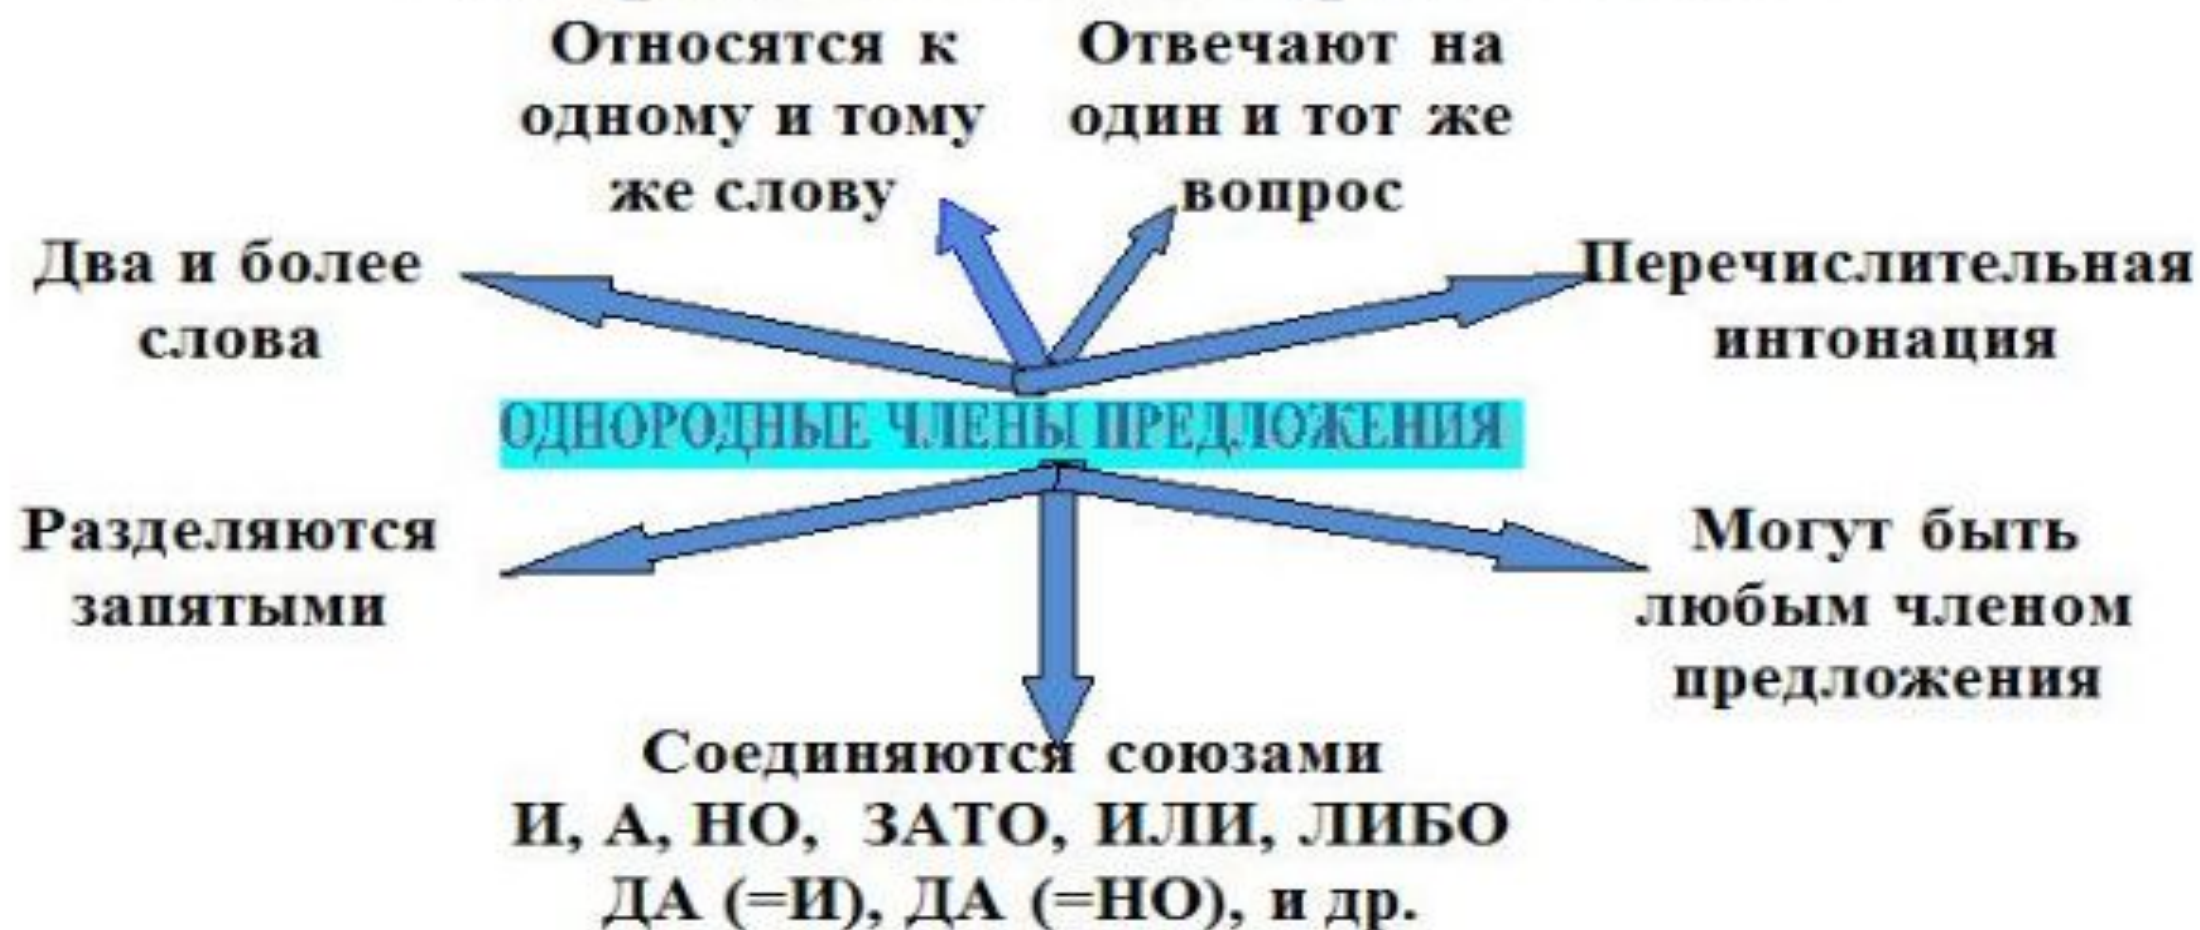 Относятся к
одному и тому
же слову
Отвечают на
один и тот же
вопрос
Два и более
слова
Перечислительная
интонация
ОДНОРОДНЫЕ ЧЛЕНЫ ПРЕДЛОЖЕНИЯ
Разделяются
запятыми
Могут быть
любым членом
предложения
Соединяются союзами
И, А, НО, ЗАТО, ИЛИ, ЛИБО
ДА (=И), ДА (=НО), и др.